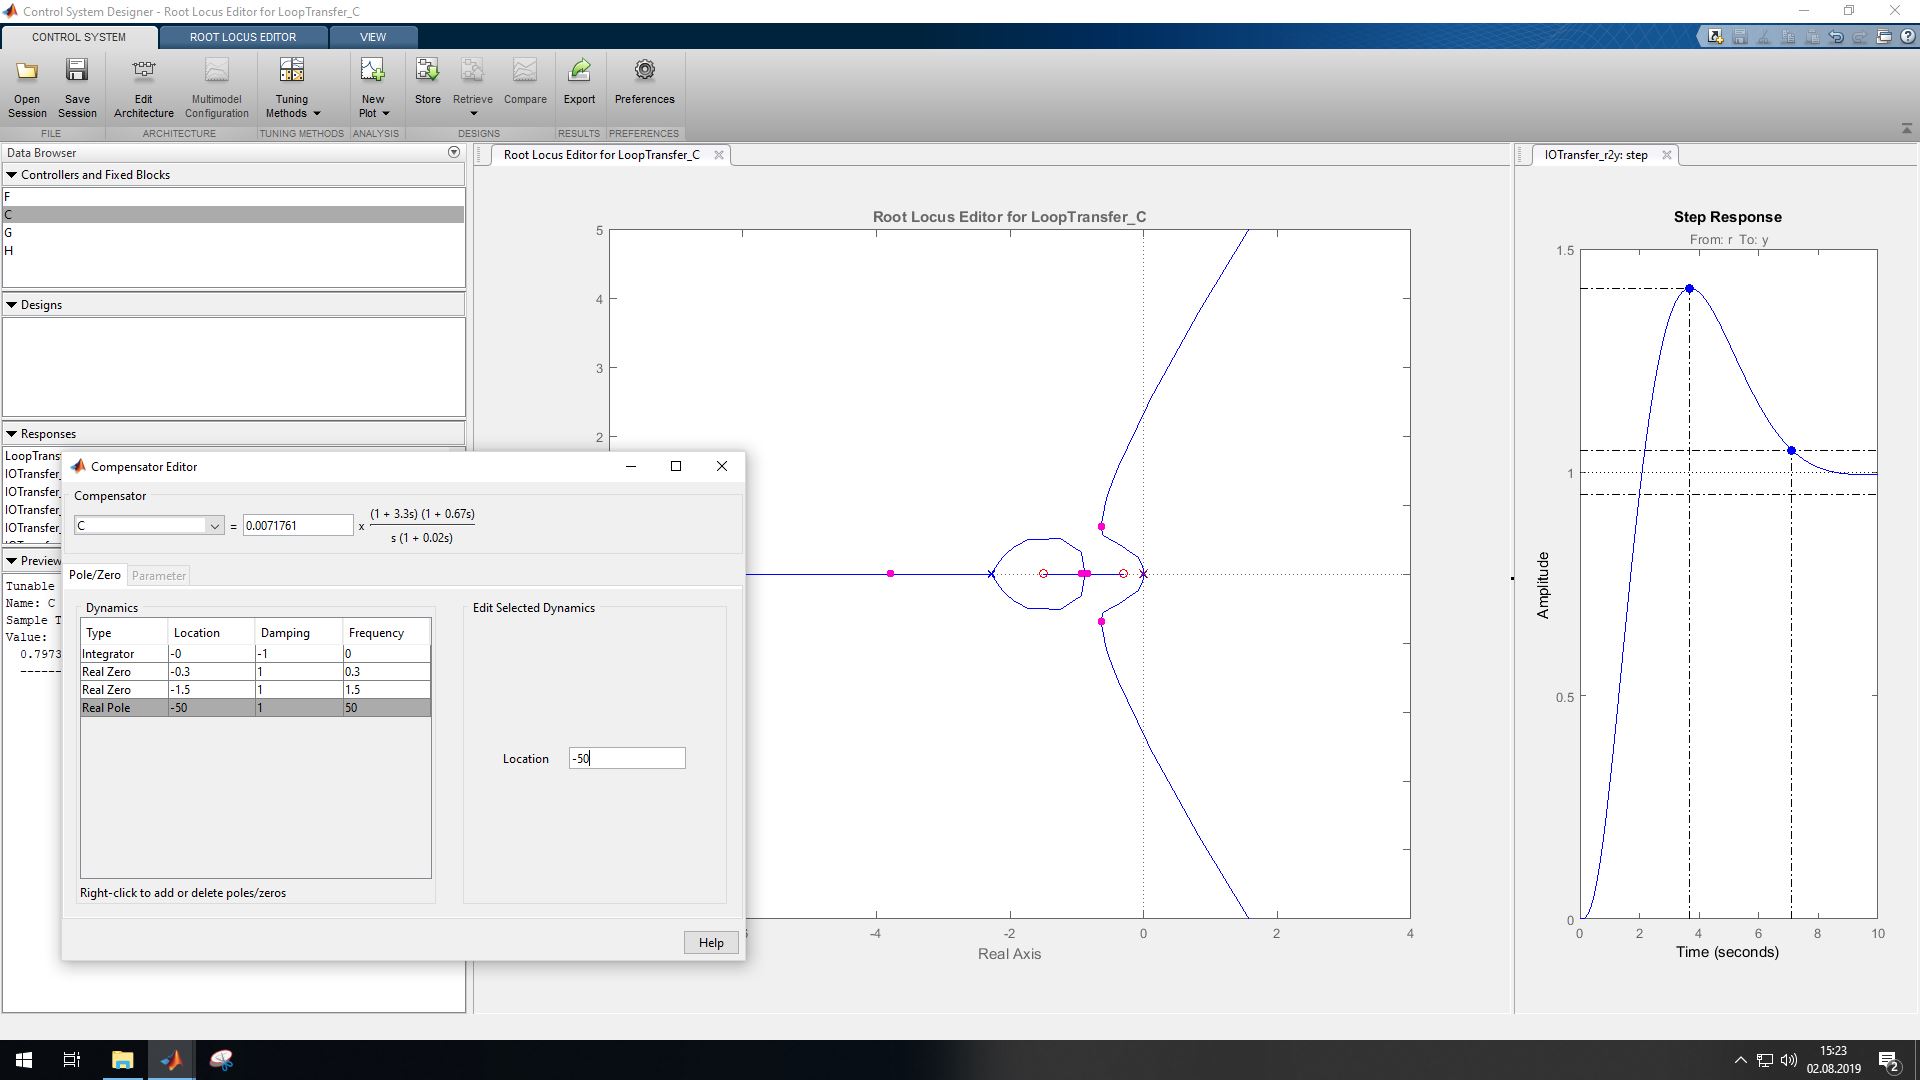 Control System Designer - Root Locus Editor for LoopTransfer_C
CONTROL SYSTEM
ROOT LOCUS EDITOR
VIEW
Open Session
Save Session
Edit Architecture
Multimodel Configuration
Tuning Methods
New Plot
Store
Retrieve
Compare
Export
Preferences
FILE
ARCHITECTURE
TUNING METHODS
ANALYSIS
DESIGNS
RESULTS
PREFERENCES
Data Browser
Controllers and Fixed Blocks
F
C
G
H
Designs
Responses
LoopTrans
IOTransfer_
IOTransfer_
IOTransfer_
IOTransfer_
Preview
Tunable
Name: C
Sample T
Value:
0.7973
-----
Compensator Editor
Compensator
C
=
0.0071761
x
(1 + 3.3s) (1 + 0.67s)
s (1 + 0.02s)
Pole/Zero
Parameter
Dynamics
Type Location Damping Frequency
Integrator -0 -1 0
Real Zero -0.3 1 0.3
Real Zero -1.5 1 1.5
Real Pole -50 1 50
Right-click to add or delete poles/zeros
Edit Selected Dynamics
Location -50
Help
Root Locus Editor for LoopTransfer_C
Root Locus Editor for LoopTransfer_C
5
4
3
2
-4 -2 0 2 4
Real Axis
IOTransfer_r2y: step
Step Response
From: r To: y
1.5
1
0.5
0
Amplitude
0 2 4 6 8 10
Time (seconds)
15:23
02.08.2019
2